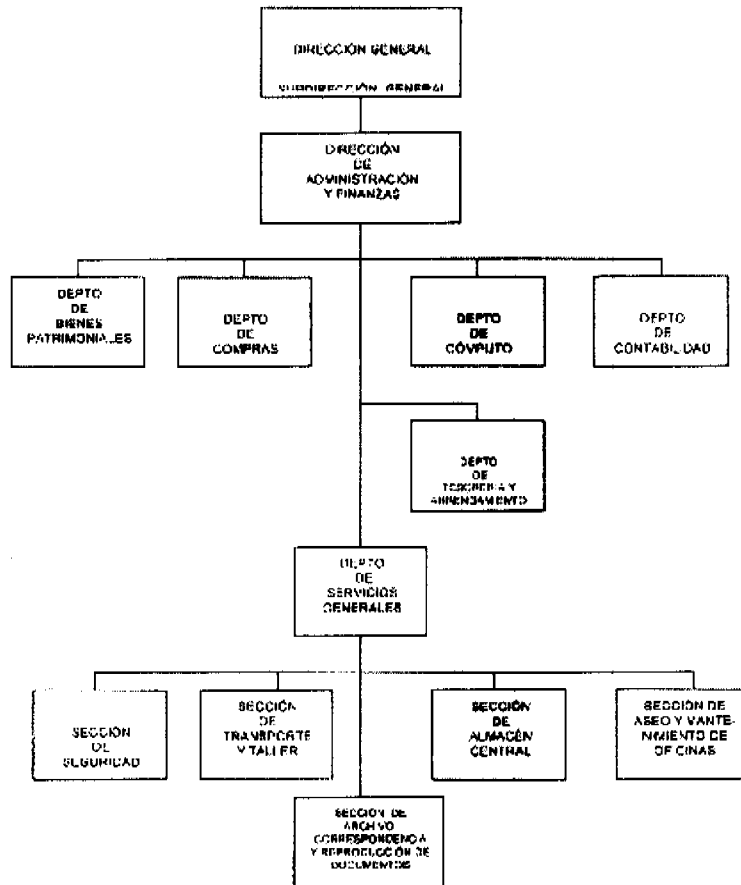 DIRECCIÓN GENERAL
SUBDIRECCIÓN GENERAL
DIRECCIÓN
DE
ADMINISTRACIÓN
Y FINANZAS
DEPTO
DE
BIENES
PATRIMONIALES
DEPTO
DE
COMPRAS
DEPTO
DE
CÓMPUTO
DEPTO
DE
CONTABILIDAD
DEPTO
DE
TESORERIA Y
ARRENDAMIENTO
DEPTO
DE
SERVICIOS
GENERALES
SECCIÓN
DE
SEGURIDAD
SECCIÓN
DE
TRANSPORTE
Y TALLER
SECCIÓN
DE
ALMACÉN
CENTRAL
SECCIÓN DE
ASEO Y MANTE-
NIMIENTO DE
OFICINAS
SECCIÓN DE
ARCHIVO
CORRESPONDENCIA
Y REPRODUCCIÓN DE
DOCUMENTOS